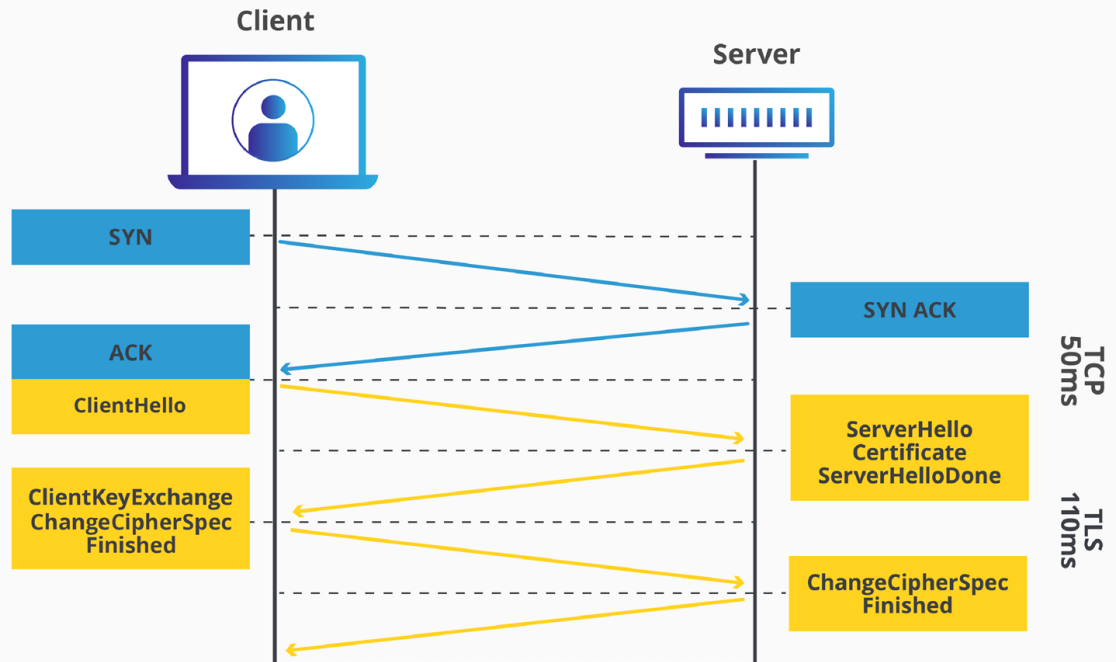 Client
Server
SYN
SYN ACK
ACK
ClientHello
TCP
50ms
ServerHello
Certificate
ServerHelloDone
ClientKeyExchange
ChangeCipherSpec
Finished
TLS
110ms
ChangeCipherSpec
Finished